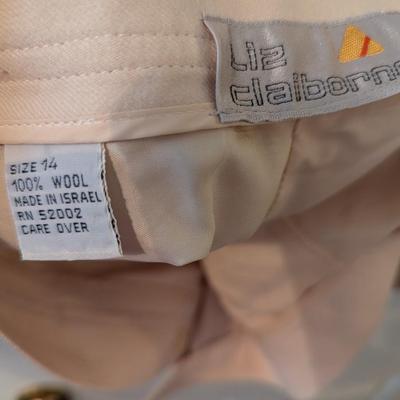 Liz
claiborne
SIZE 14
100% WOOL
MADE IN ISRAEL
RN 52002
CARE OVER